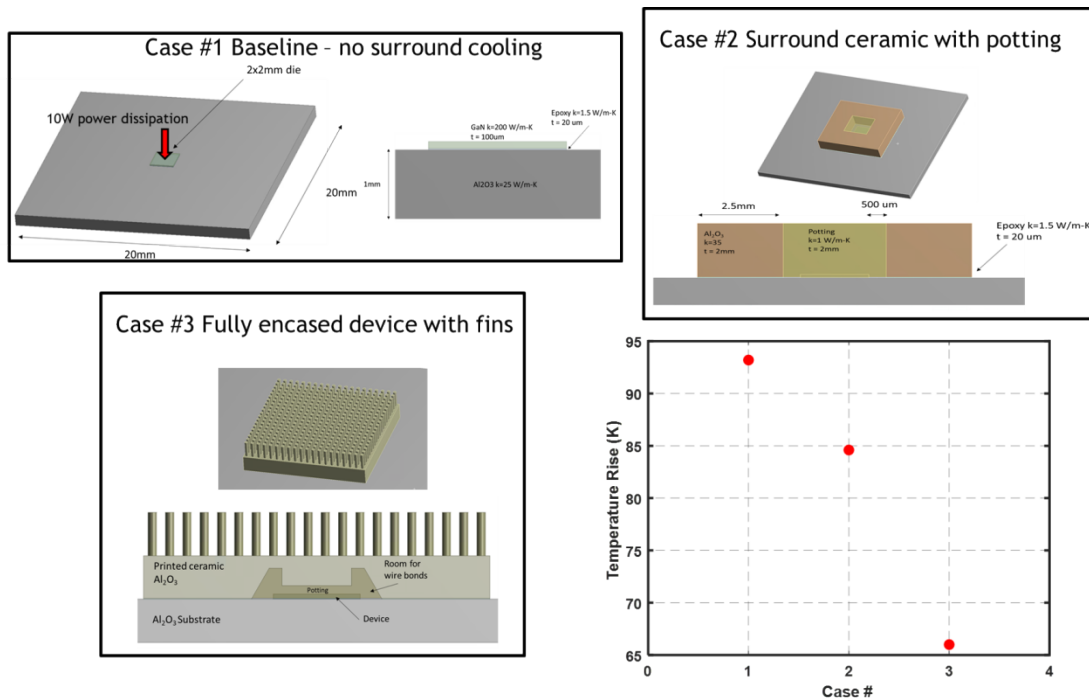 Case #1 Baseline – no surround cooling
2x2mm die
10W power dissipation
20mm
20mm
Epoxy k=1.5 W/m-K
t = 20 um
GaN k=200 W/m-K
t = 100um
1mm
Al2O3 k=25 W/m-K
Case #2 Surround ceramic with potting
2.5mm
500 um
Al₂O₃
k=35
t = 2mm
Potting
k=1 W/m-K
t = 2mm
Epoxy k=1.5 W/m-K
t = 20 um
Case #3 Fully encased device with fins
Printed ceramic
Al₂O₃
Room for
wire bonds
Potting
Al₂O₃ Substrate
Device
Temperature Rise (K)
95
90
85
80
75
70
65
0 1 2 3 4
Case #